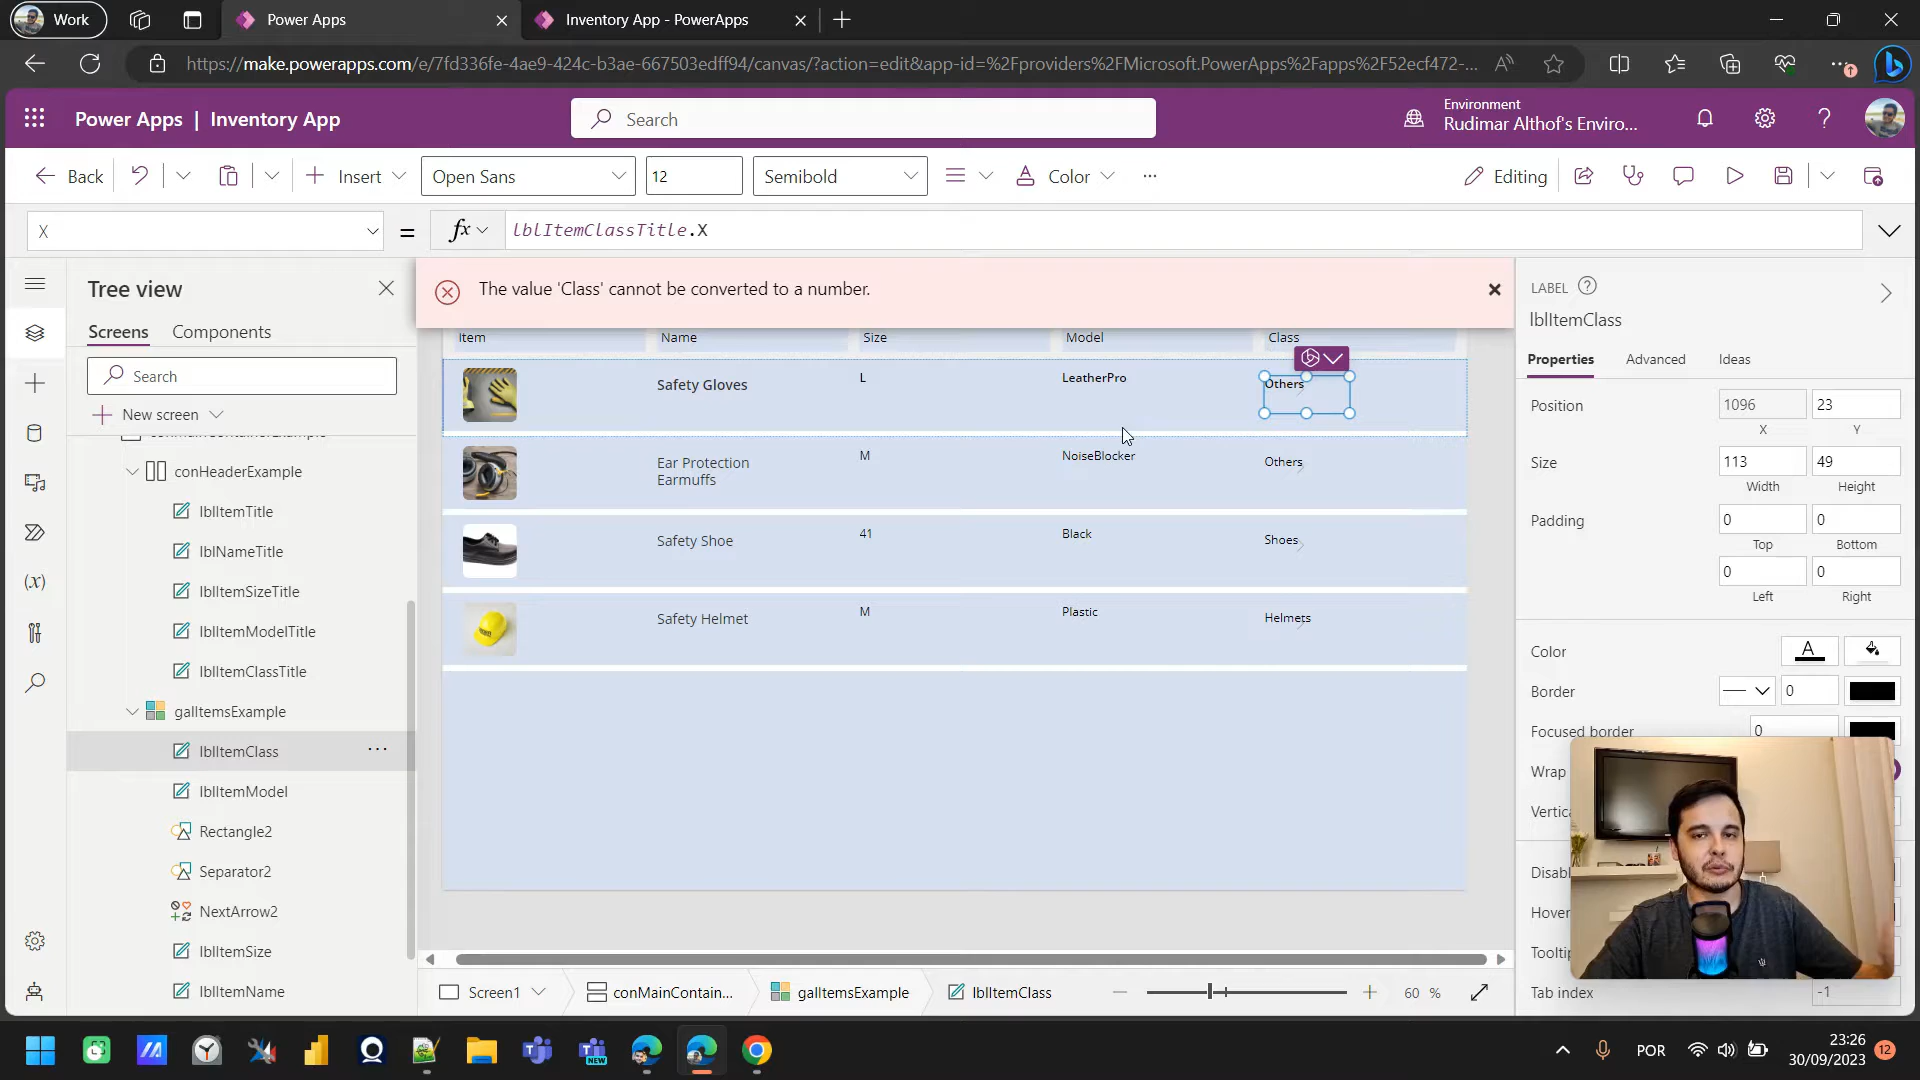 Work
Power Apps
Inventory App - PowerApps
https://make.powerapps.com/e/7fd336fe-4ae9-424c-b3ae-667503edff94/canvas/?action=edit&app-id=%2Fproviders%2FMicrosoft.PowerApps%2Fapps%2F52ecf472-...
Power Apps | Inventory App
Search
Environment
Rudimar Althof's Enviro...
Back
Insert
Open Sans
12
Semibold
Color
Editing
X
=
fx
lblItemClassTitle.X
Tree view
Screens
Components
Search
New screen
conHeaderExample
lblItemTitle
lblNameTitle
lblItemSizeTitle
lblItemModelTitle
lblItemClassTitle
galItemsExample
lblItemClass
lblItemModel
Rectangle2
Separator2
NextArrow2
lblItemSize
lblItemName
The value 'Class' cannot be converted to a number.
Item Name Size Model Class
Safety Gloves L LeatherPro Others
Ear Protection
Earmuffs
M NoiseBlocker Others
Safety Shoe 41 Black Shoes
Safety Helmet M Plastic Helmets
Screen1
conMainContain...
galItemsExample
lblItemClass
60 %
LABEL
lblItemClass
Properties
Advanced
Ideas
Position 1096 23
X Y
Size 113 49
Width Height
Padding 0 0
Top Bottom
0 0
Left Right
Color
Border 0
Focused border 0
Wrap
Tab index -1
POR
23:26
30/09/2023
12